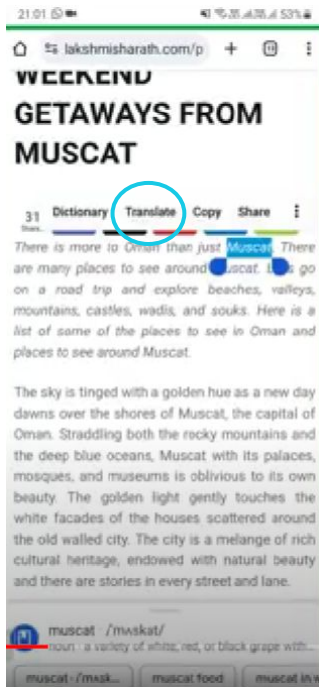 21:01 53%
lakshmisharath.com/p
WEEKEND
GETAWAYS FROM
MUSCAT
31 Dictionary Translate Copy Share
There is more to Oman than just Muscat. There
are many places to see around Muscat. go
on a road trip and explore beaches, valleys,
mountains, castles, wadis, and souks. Here is a
list of some of the places to see in Oman and
places to see around Muscat.
The sky is tinged with a golden hue as a new day
dawns over the shores of Muscat, the capital of
Oman. Straddling both the rocky mountains and
the deep blue oceans, Muscat with its palaces,
mosques, and museums is oblivious to its own
beauty. The golden light gently touches the
white facades of the houses scattered around
the old walled city. The city is a melange of rich
cultural heritage, endowed with natural beauty
and there are stories in every street and lane.
muscat · /ˈmʌskat/
noun · a variety of white, red, or black grape with...
muscat · /ˈmʌsk... muscat food muscat in